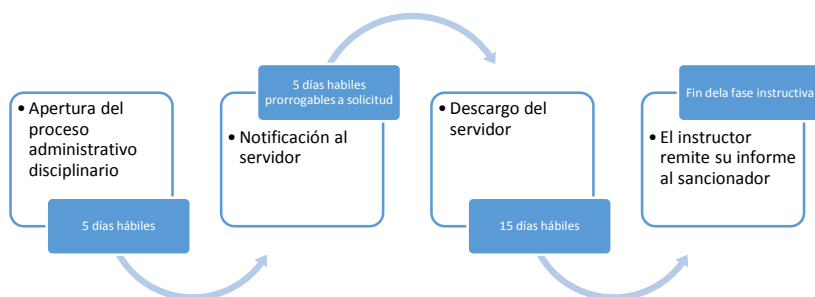 • Apertura del
proceso
administrativo
disciplinario
5 días hábiles
5 días habiles
prorrogables a solicitud
• Notificación al
servidor
• Descargo del
servidor
15 días hábiles
Fin dela fase instructiva
• El instructor
remite su informe
al sancionador